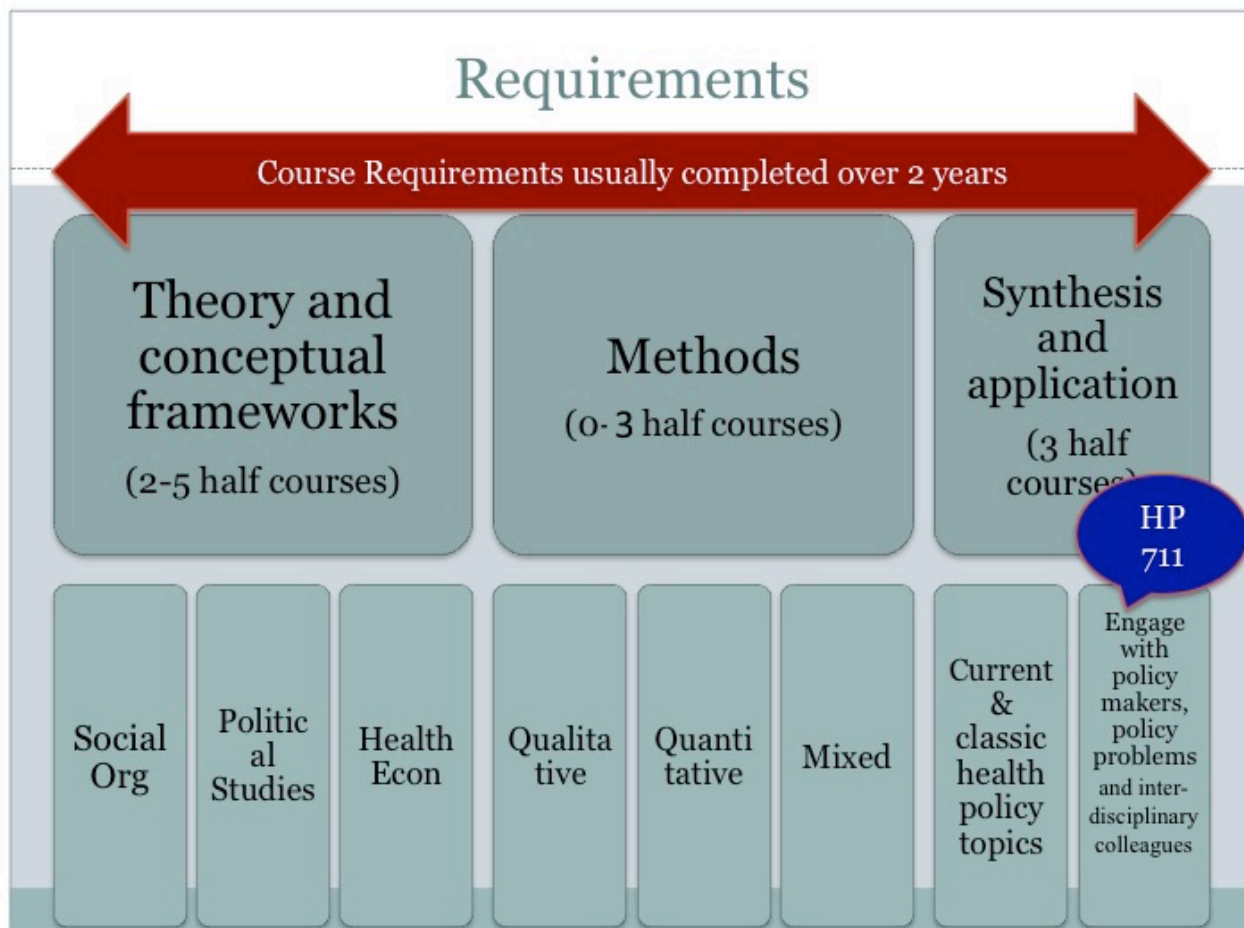 Requirements
Course Requirements usually completed over 2 years
Theory and
conceptual
frameworks
(2-5 half courses)
Methods
(0- 3 half courses)
Synthesis
and
application
(3 half
courses)
HP
711
Social
Org
Politic
al
Studies
Health
Econ
Qualita
tive
Quanti
tative
Mixed
Current
&
classic
health
policy
topics
Engage
with
policy
makers,
policy
problems
and inter-
disciplinary
colleagues